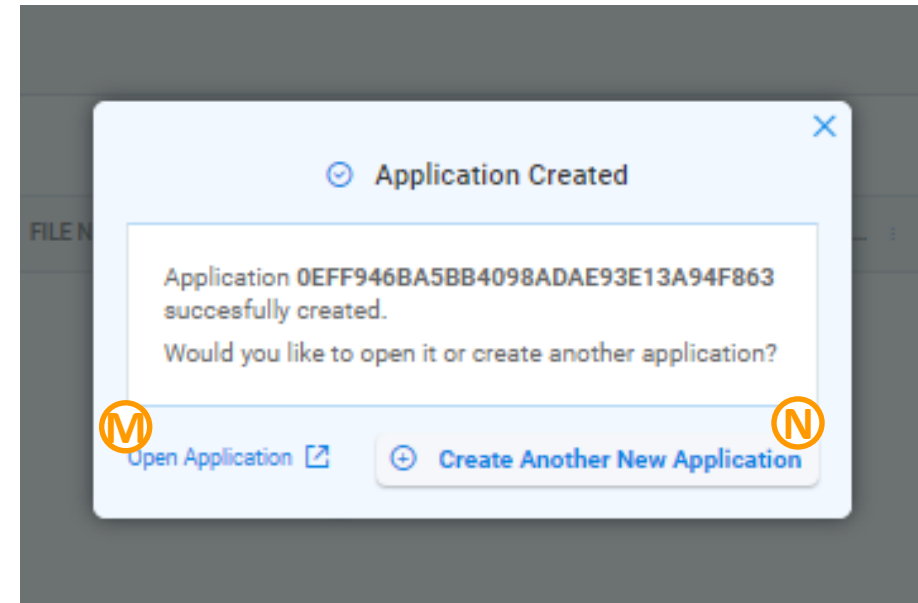 Application Created
FILE N
Application 0EFF946BA5BB4098ADAE93E13A94F863
succesfully created.
Would you like to open it or create another application?
M
N
Open Application
Create Another New Application